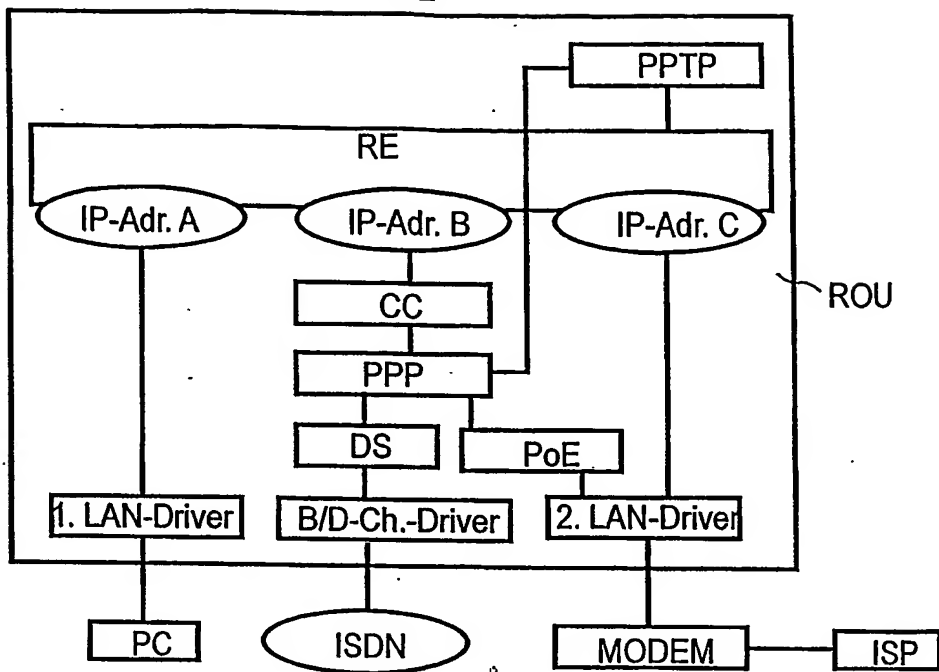 PPTP
RE
IP-Adr. A
IP-Adr. B
IP-Adr. C
ROU
CC
PPP
DS
PoE
1. LAN-Driver
B/D-Ch.-Driver
2. LAN-Driver
PC
ISDN
MODEM
ISP